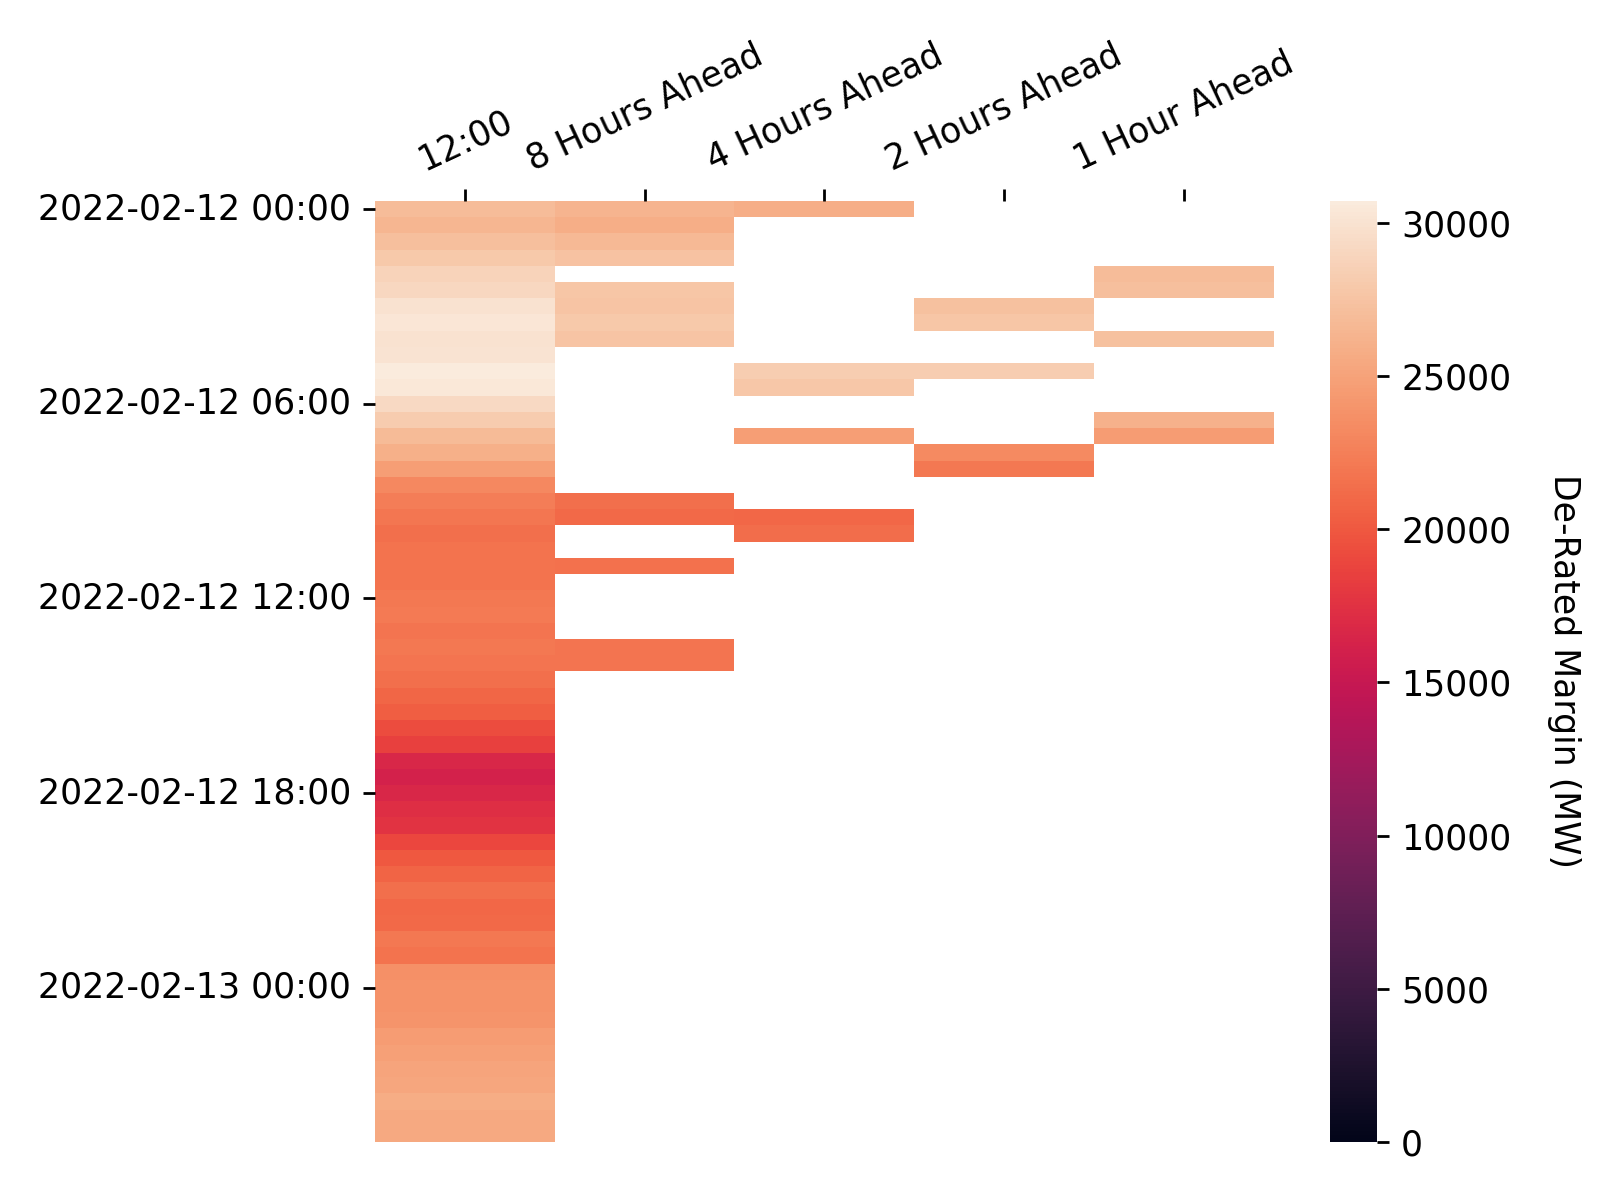 12:00
8 Hours Ahead
4 Hours Ahead
2 Hours Ahead
1 Hour Ahead
2022-02-12 00:00
2022-02-12 06:00
2022-02-12 12:00
2022-02-12 18:00
2022-02-13 00:00
30000
25000
20000
15000
10000
5000
0
De-Rated Margin (MW)